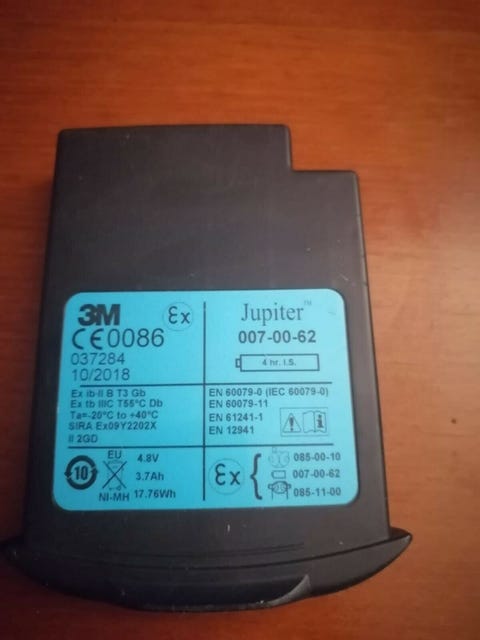 3M
Ex
CE0086
037284
10/2018
Jupiter™
007-00-62
4 hr. I.S.
Ex ib II B T3 Gb
Ex tb IIIC T55°C Db
Ta=-20°C to +40°C
SIRA Ex09Y2202X
II 2GD
EN 60079-0 (IEC 60079-0)
EN 60079-11
EN 61241-1
EN 12941
i
10
EU
NI-MH
4.8V
3.7Ah
17.76Wh
Ex
085-00-10
007-00-62
085-11-00